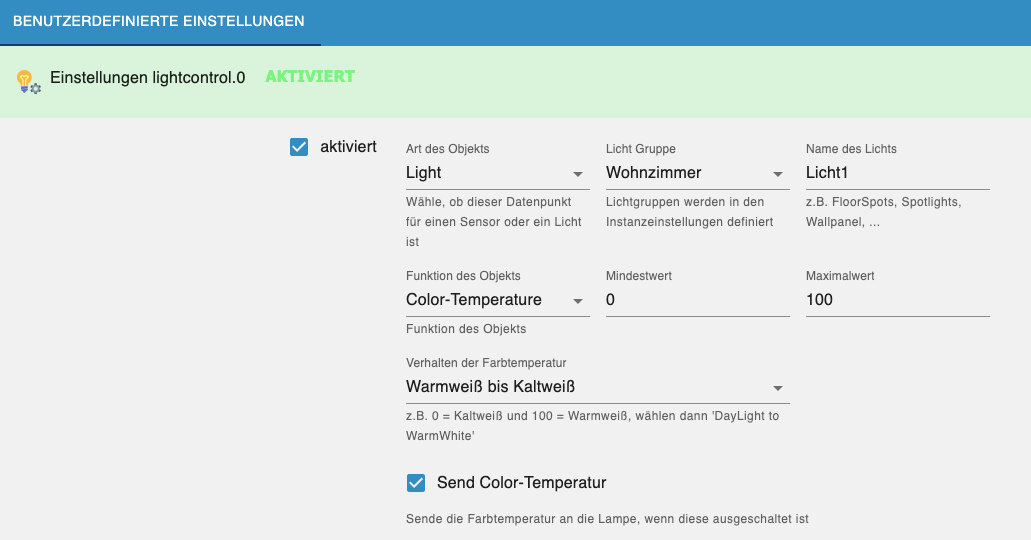 BENUTZERDEFINIERTE EINSTELLUNGEN
Einstellungen lightcontrol.0 AKTIVIERT
aktiviert
Art des Objekts
Light
Wähle, ob dieser Datenpunkt
für einen Sensor oder ein Licht
ist
Licht Gruppe
Wohnzimmer
Lichtgruppen werden in den
Instanzeinstellungen definiert
Name des Lichts
Licht1
z.B. FloorSpots, Spotlights,
Wallpanel, ...
Funktion des Objekts
Color-Temperature
Funktion des Objekts
Mindestwert
0
Maximalwert
100
Verhalten der Farbtemperatur
Warmweiß bis Kaltweiß
z.B. 0 = Kaltweiß und 100 = Warmweiß, wählen dann 'DayLight to
WarmWhite'
Send Color-Temperatur
Sende die Farbtemperatur an die Lampe, wenn diese ausgeschaltet ist